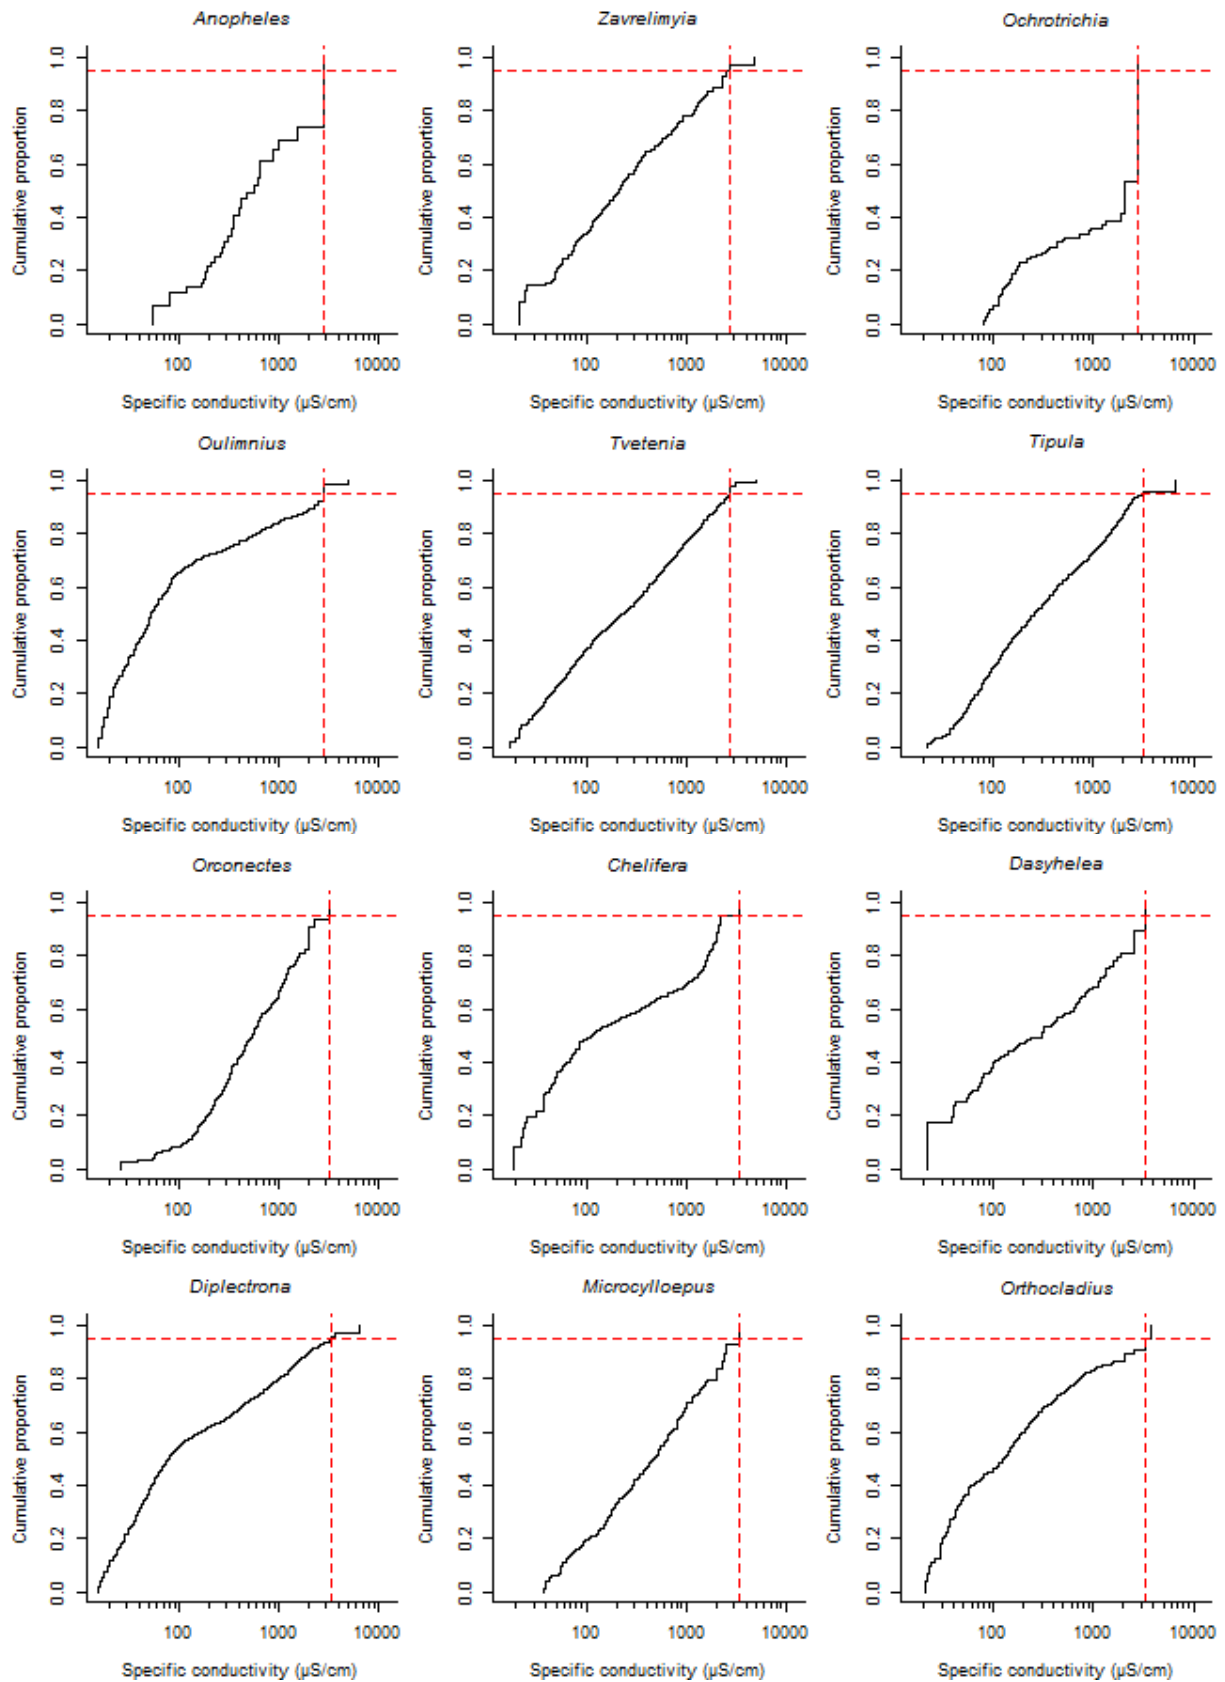 Anopheles Zavrelimyia Ochrotrichia
Cumulative proportion Cumulative proportion Cumulative proportion
0.0 0.2 0.4 0.6 0.8 1.0 0.0 0.2 0.4 0.6 0.8 1.0 0.0 0.2 0.4 0.6 0.8 1.0
100 1000 10000 100 1000 10000 100 1000 10000
Specific conductivity (µS/cm) Specific conductivity (µS/cm) Specific conductivity (µS/cm)
Oulimnius Tvetenia Tipula
Cumulative proportion Cumulative proportion Cumulative proportion
0.0 0.2 0.4 0.6 0.8 1.0 0.0 0.2 0.4 0.6 0.8 1.0 0.0 0.2 0.4 0.6 0.8 1.0
100 1000 10000 100 1000 10000 100 1000 10000
Specific conductivity (µS/cm) Specific conductivity (µS/cm) Specific conductivity (µS/cm)
Orconectes Chelifera Dasyhelea
Cumulative proportion Cumulative proportion Cumulative proportion
0.0 0.2 0.4 0.6 0.8 1.0 0.0 0.2 0.4 0.6 0.8 1.0 0.0 0.2 0.4 0.6 0.8 1.0
100 1000 10000 100 1000 10000 100 1000 10000
Specific conductivity (µS/cm) Specific conductivity (µS/cm) Specific conductivity (µS/cm)
Diplectrona Microcylloepus Orthocladius
Cumulative proportion Cumulative proportion Cumulative proportion
0.0 0.2 0.4 0.6 0.8 1.0 0.0 0.2 0.4 0.6 0.8 1.0 0.0 0.2 0.4 0.6 0.8 1.0
100 1000 10000 100 1000 10000 100 1000 10000
Specific conductivity (µS/cm) Specific conductivity (µS/cm) Specific conductivity (µS/cm)